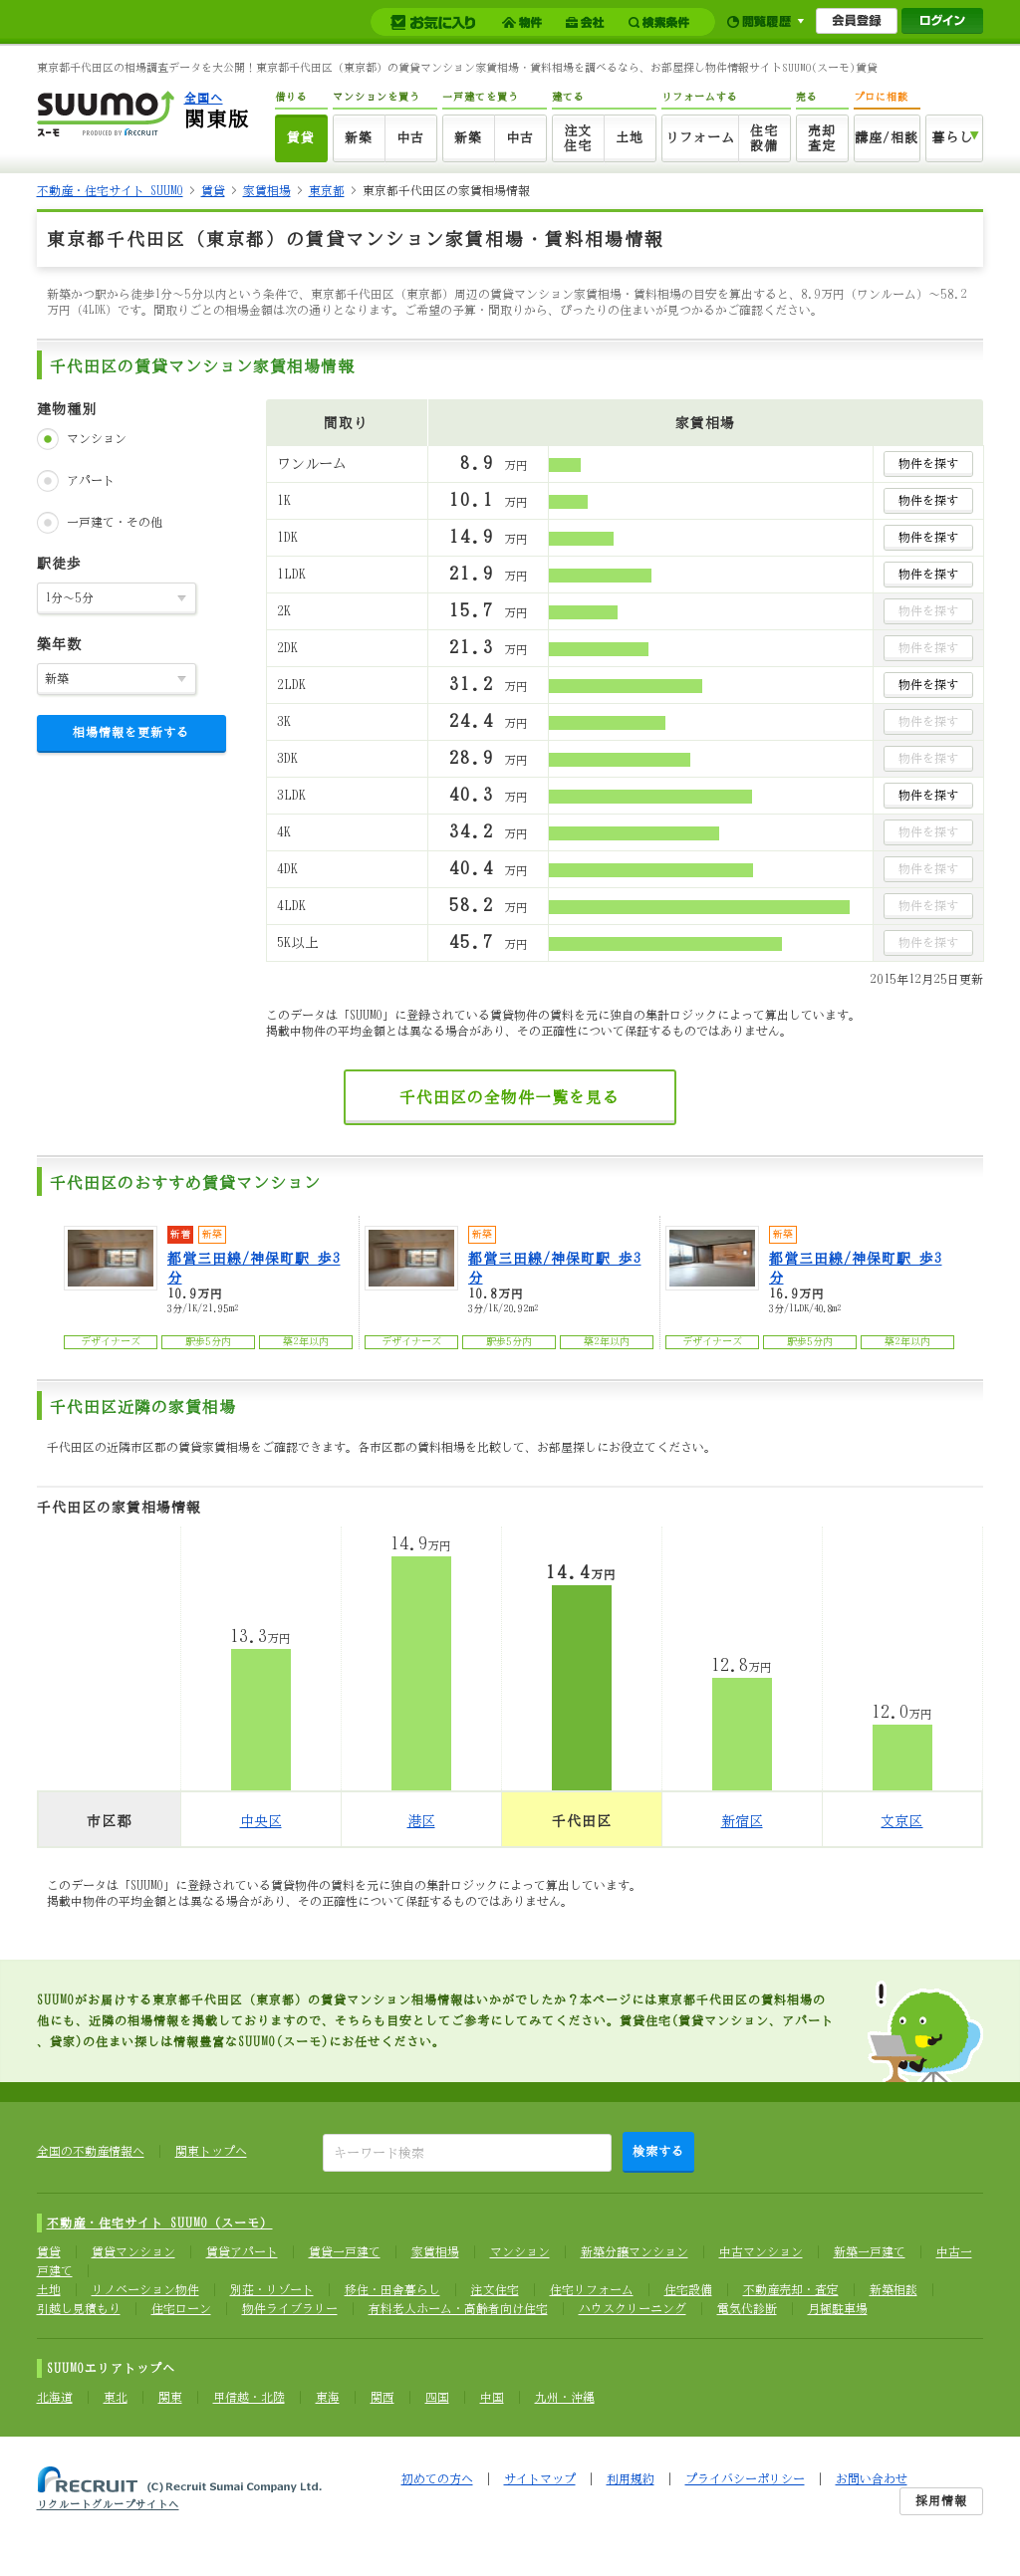 お気に入り 物件 会社 検索条件 閲覧履歴 会員登録 ログイン
東京都千代田区の相場調査データを大公開！東京都千代田区（東京都）の賃貸マンション家賃相場・賃料相場を調べるなら、お部屋探し物件情報サイトSUUMO(スーモ)賃貸
SUUMO スーモ PRODUCED BY RECRUIT
全国へ
関東版
借りる マンションを買う 一戸建てを買う 建てる リフォームする 売る プロに相談
賃貸 新築 中古 新築 中古 注文住宅 土地 リフォーム 住宅設備 売却査定 講座/相談 暮らし
不動産・住宅サイト SUUMO > 賃貸 > 家賃相場 > 東京都 > 東京都千代田区の家賃相場情報
東京都千代田区（東京都）の賃貸マンション家賃相場・賃料相場情報
新築かつ駅から徒歩1分～5分以内という条件で、東京都千代田区（東京都）周辺の賃貸マンション家賃相場・賃料相場の目安を算出すると、8.9万円（ワンルーム）～58.2
万円（4LDK）です。間取りごとの相場金額は次の通りとなります。ご希望の予算・間取りから、ぴったりの住まいが見つかるかご確認ください。
千代田区の賃貸マンション家賃相場情報
建物種別
マンション
アパート
一戸建て・その他
駅徒歩
1分～5分
築年数
新築
相場情報を更新する
間取り 家賃相場
ワンルーム 8.9 万円 物件を探す
1K 10.1 万円 物件を探す
1DK 14.9 万円 物件を探す
1LDK 21.9 万円 物件を探す
2K 15.7 万円 物件を探す
2DK 21.3 万円 物件を探す
2LDK 31.2 万円 物件を探す
3K 24.4 万円 物件を探す
3DK 28.9 万円 物件を探す
3LDK 40.3 万円 物件を探す
4K 34.2 万円 物件を探す
4DK 40.4 万円 物件を探す
4LDK 58.2 万円 物件を探す
5K以上 45.7 万円 物件を探す
2015年12月25日更新
このデータは「SUUMO」に登録されている賃貸物件の賃料を元に独自の集計ロジックによって算出しています。
掲載中物件の平均金額とは異なる場合があり、その正確性について保証するものではありません。
千代田区の全物件一覧を見る
千代田区のおすすめ賃貸マンション
新着 新築
都営三田線/神保町駅 歩3
分
10.9万円
3分/1K/21.95m2
デザイナーズ 駅歩5分内 築2年以内
新築
都営三田線/神保町駅 歩3
分
10.8万円
3分/1K/20.92m2
デザイナーズ 駅歩5分内 築2年以内
新築
都営三田線/神保町駅 歩3
分
16.9万円
3分/1LDK/40.8m2
デザイナーズ 駅歩5分内 築2年以内
千代田区近隣の家賃相場
千代田区の近隣市区郡の賃貸家賃相場をご確認できます。各市区郡の賃料相場を比較して、お部屋探しにお役立てください。
千代田区の家賃相場情報
13.3万円 14.9万円 14.4万円 12.8万円 12.0万円
市区郡 中央区 港区 千代田区 新宿区 文京区
このデータは「SUUMO」に登録されている賃貸物件の賃料を元に独自の集計ロジックによって算出しています。
掲載中物件の平均金額とは異なる場合があり、その正確性について保証するものではありません。
SUUMOがお届けする東京都千代田区（東京都）の賃貸マンション相場情報はいかがでしたか？本ページには東京都千代田区の賃料相場の
他にも、近隣の相場情報を掲載しておりますので、そちらも目安としてご参考にしてみてください。賃貸住宅(賃貸マンション、アパート
、貸家)の住まい探しは情報豊富なSUUMO(スーモ)にお任せください。
全国の不動産情報へ 関東トップへ キーワード検索 検索する
不動産・住宅サイト SUUMO（スーモ）
賃貸 賃貸マンション 賃貸アパート 賃貸一戸建て 家賃相場 マンション 新築分譲マンション 中古マンション 新築一戸建て 中古一
戸建て
土地 リノベーション物件 別荘・リゾート 移住・田舎暮らし 注文住宅 住宅リフォーム 住宅設備 不動産売却・査定 新築相談
引越し見積もり 住宅ローン 物件ライブラリー 有料老人ホーム・高齢者向け住宅 ハウスクリーニング 電気代診断 月極駐車場
SUUMOエリアトップへ
北海道 東北 関東 甲信越・北陸 東海 関西 四国 中国 九州・沖縄
RECRUIT (C) Recruit Sumai Company Ltd.
リクルートグループサイトへ
初めての方へ | サイトマップ | 利用規約 | プライバシーポリシー | お問い合わせ
採用情報